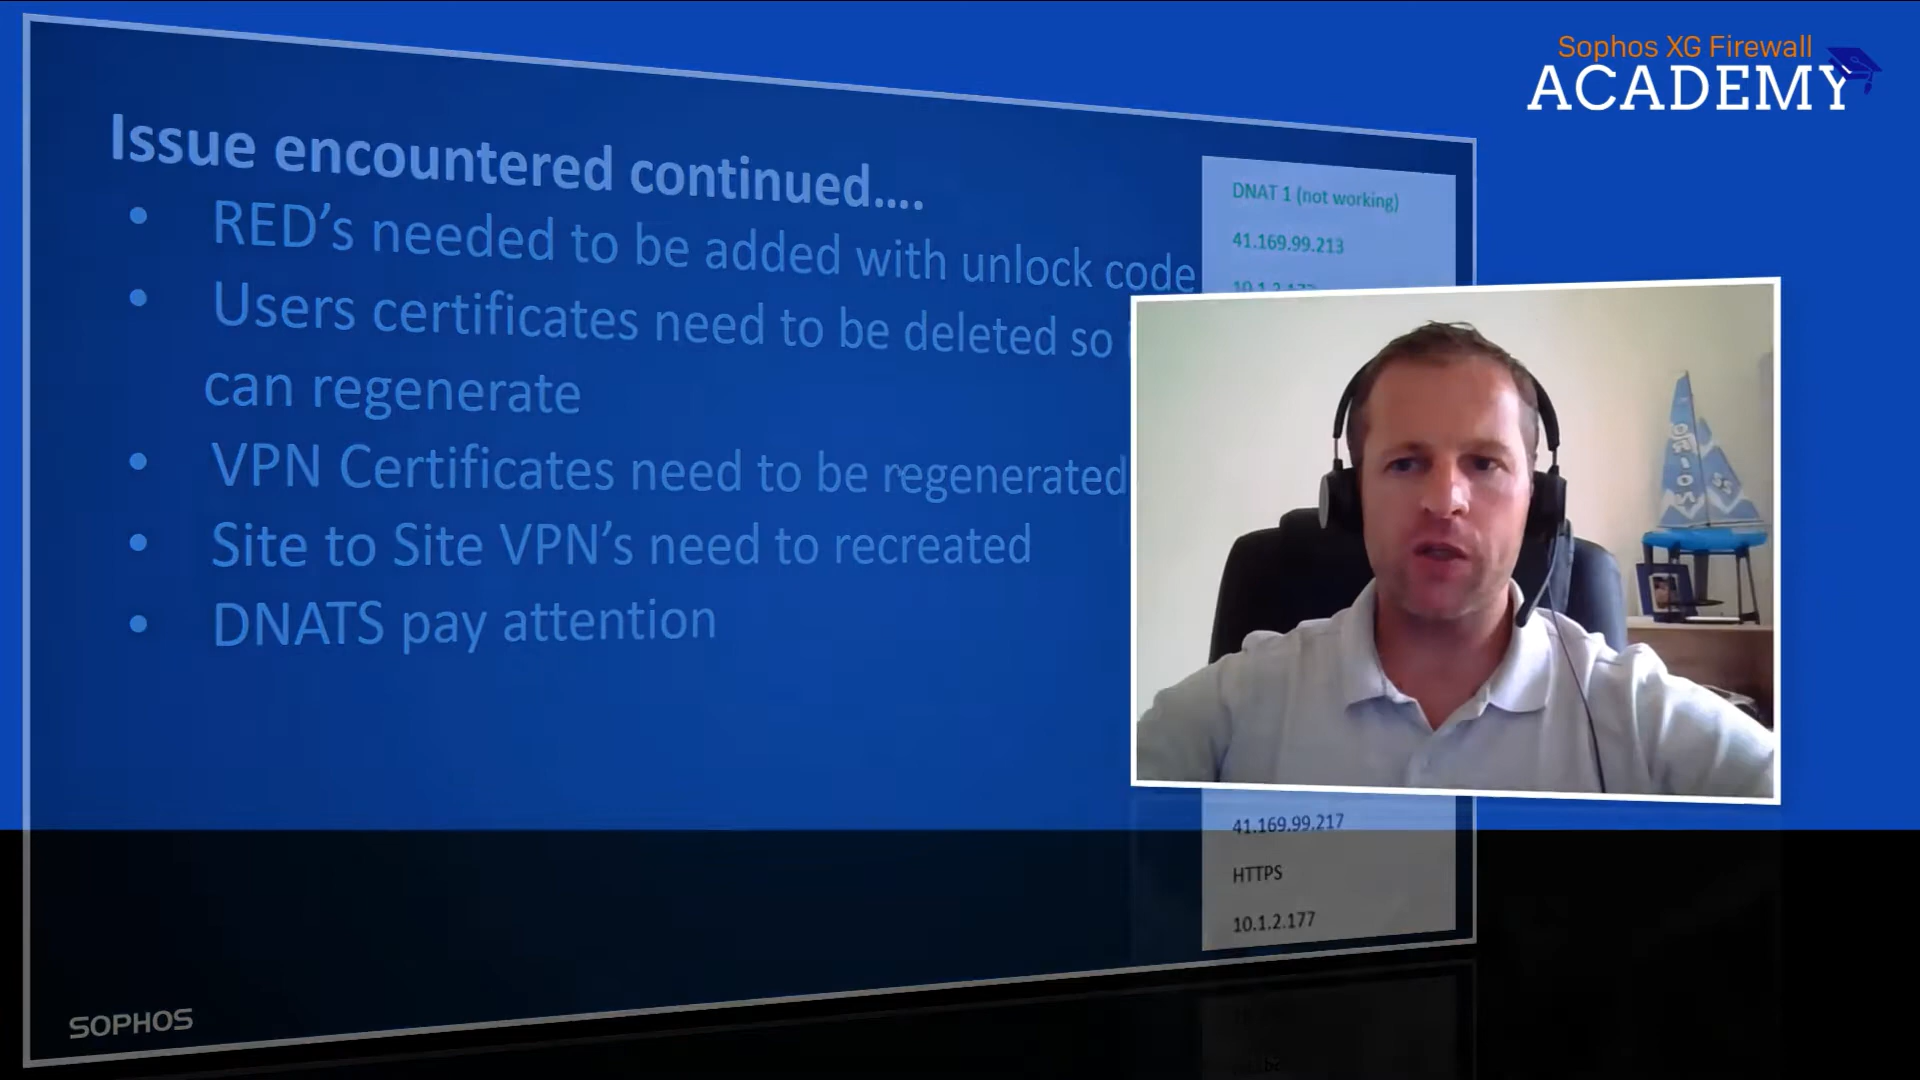 Sophos XG Firewall
ACADEMY
Issue encountered continued....
• RED's needed to be added with unlock code
• Users certificates need to be deleted so
can regenerate
• VPN Certificates need to be regenerated
• Site to Site VPN's need to recreated
• DNATS pay attention
DNAT 1 (not working)
41.169.99.213
ORION
55
41.169.99.217
HTTPS
10.1.2.177
SOPHOS